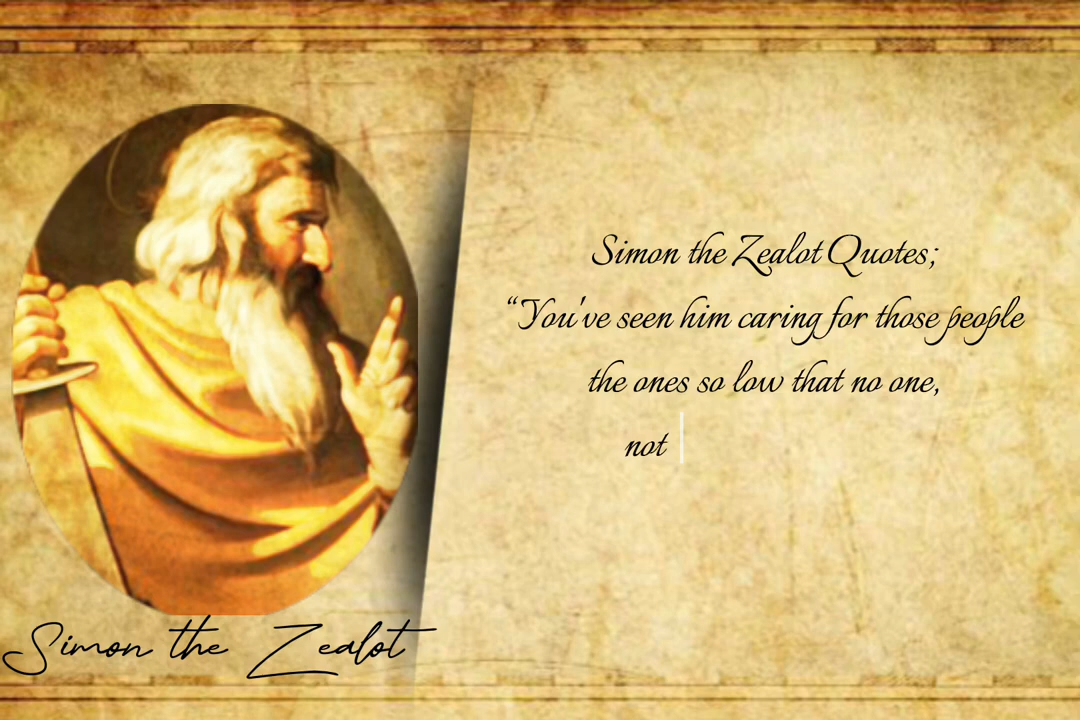 Simon the Zealot Quotes;
“You've seen him caring for those people
the ones so low that no one,
not
Simon the Zealot